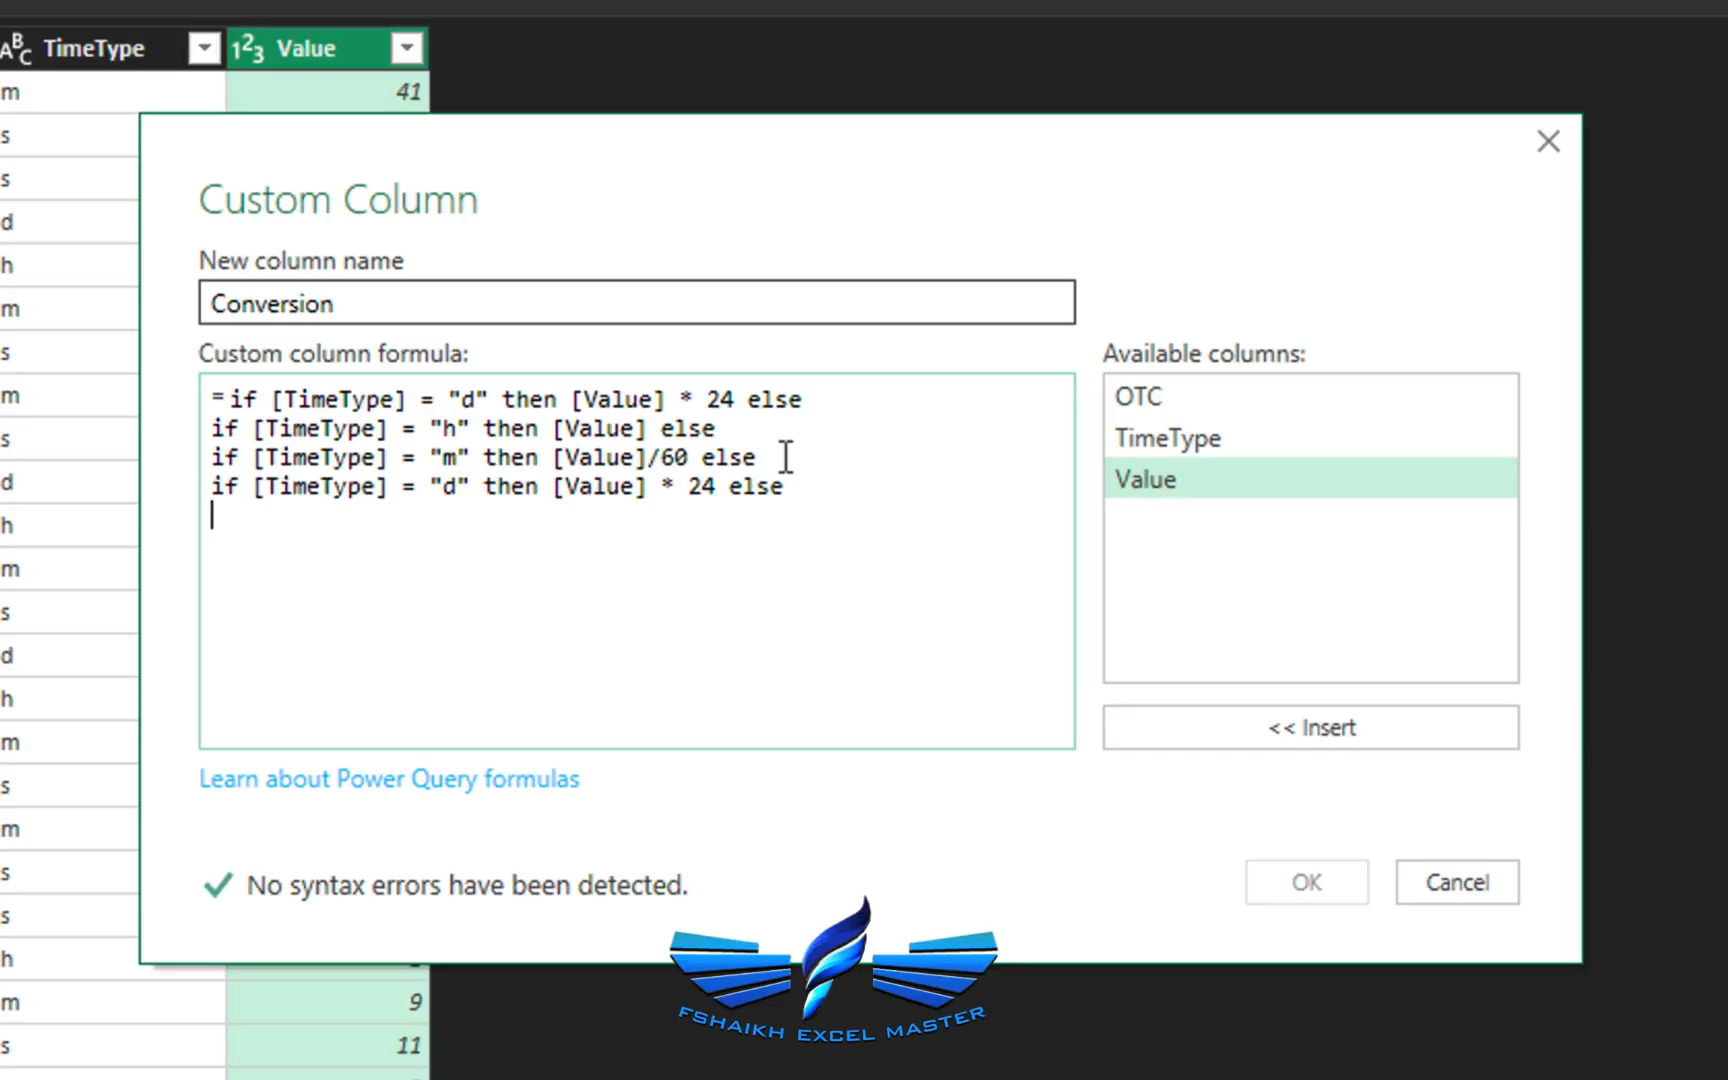 ABC TimeType
123 Value
m
41
s
s
d
h
m
s
m
s
d
h
m
s
d
h
m
s
m
s
s
h
m
9
s
11
Custom Column
New column name
Conversion
Custom column formula:
=if [TimeType] = "d" then [Value] * 24 else
if [TimeType] = "h" then [Value] else
if [TimeType] = "m" then [Value]/60 else
if [TimeType] = "d" then [Value] * 24 else
Available columns:
OTC
TimeType
Value
<< Insert
Learn about Power Query formulas
No syntax errors have been detected.
OK
Cancel
FSHAIKH EXCEL MASTER